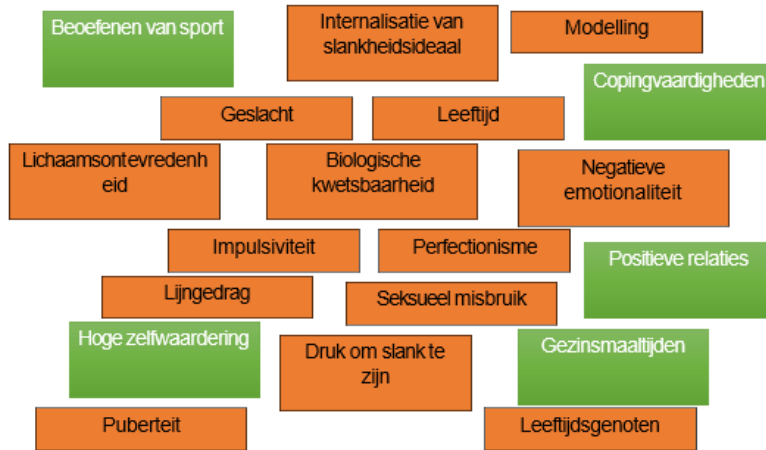 Beoefenen van sport
Internalisatie van
slankheidsideaal
Modelling
Copingvaardigheden
Geslacht
Leeftijd
Lichaamsontevredenh
eid
Biologische
kwetsbaarheid
Negatieve
emotionaliteit
Impulsiviteit
Perfectionisme
Positieve relaties
Lijngedrag
Seksueel misbruik
Hoge zelfwaardering
Druk om slank te
zijn
Gezinsmaaltijden
Puberteit
Leeftijdsgenoten